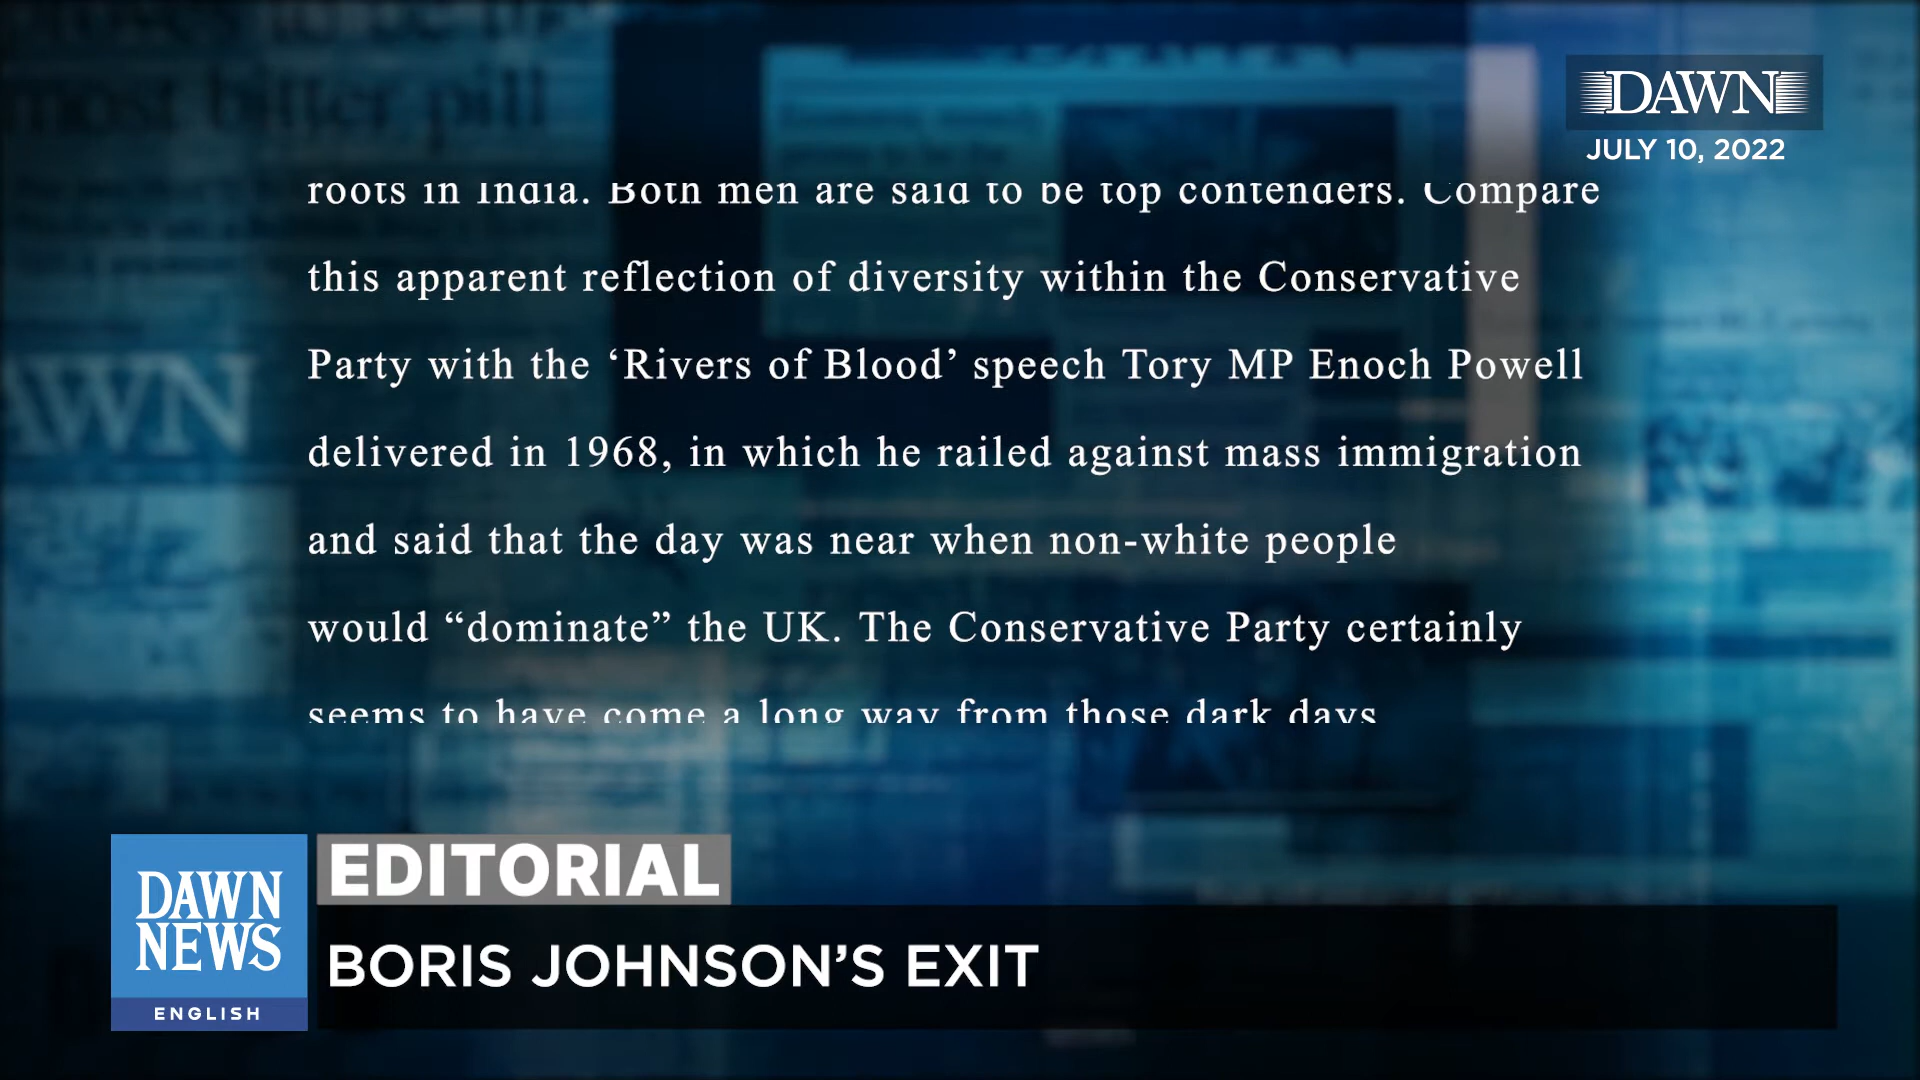 DAWN
JULY 10, 2022
roots in India. Both men are said to be top contenders. Compare
this apparent reflection of diversity within the Conservative
Party with the ‘Rivers of Blood’ speech Tory MP Enoch Powell
delivered in 1968, in which he railed against mass immigration
and said that the day was near when non-white people
would “dominate” the UK. The Conservative Party certainly
seems to have come a long way from those dark days
most bitter pill
AWN
EDITORIAL
DAWN
NEWS
ENGLISH
BORIS JOHNSON’S EXIT